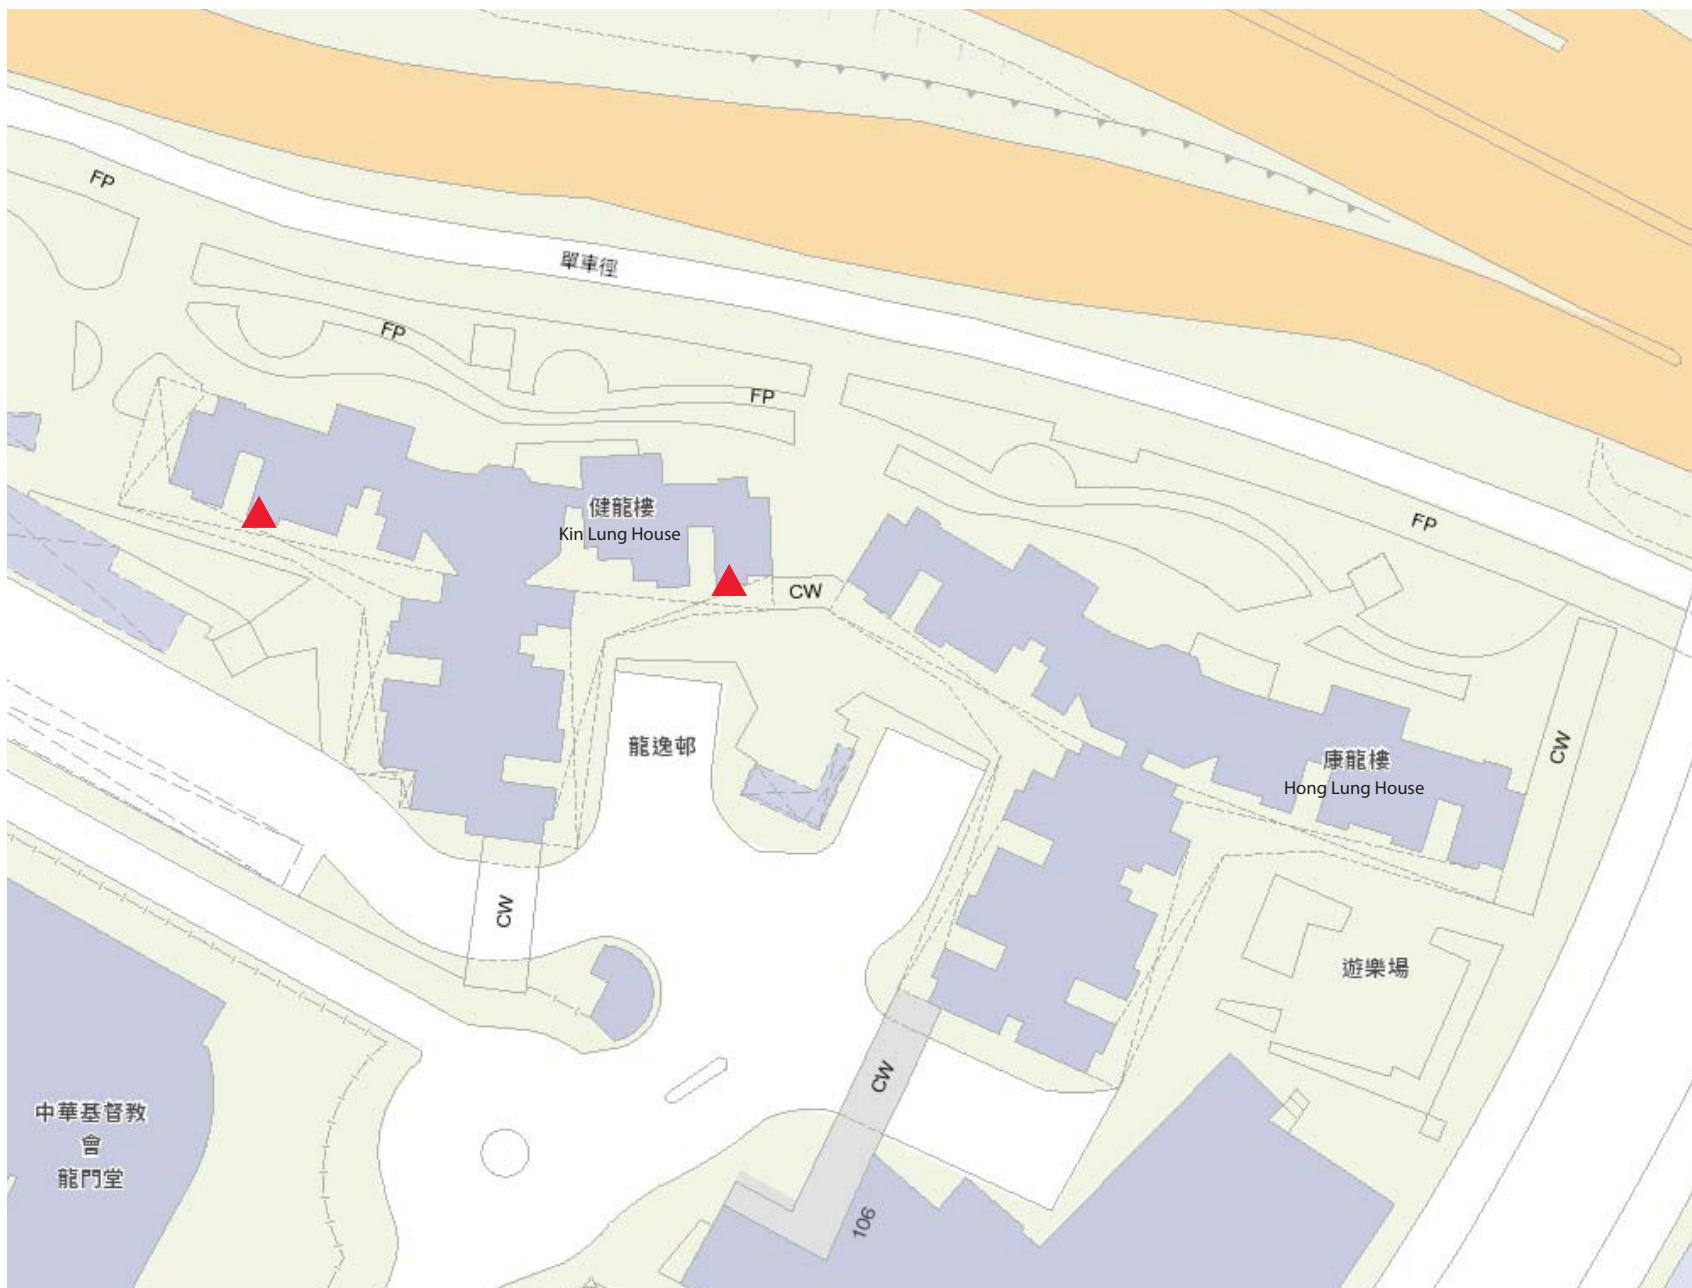 FP
單車徑
FP
FP
健龍樓
Kin Lung House
FP
CW
龍逸邨
康龍樓
Hong Lung House
CW
CW
遊樂場
CW
中華基督教
會
龍門堂
106